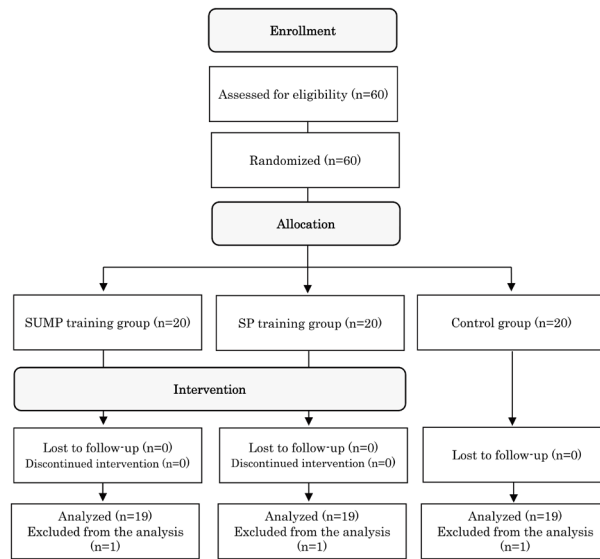 Enrollment
Assessed for eligibility (n=60)
Randomized (n=60)
Allocation
SUMP training group (n=20)
SP training group (n=20)
Control group (n=20)
Intervention
Lost to follow-up (n=0)
Discontinued intervention (n=0)
Lost to follow-up (n=0)
Discontinued intervention (n=0)
Lost to follow-up (n=0)
Analyzed (n=19)
Excluded from the analysis
(n=1)
Analyzed (n=19)
Excluded from the analysis
(n=1)
Analyzed (n=19)
Excluded from the analysis
(n=1)